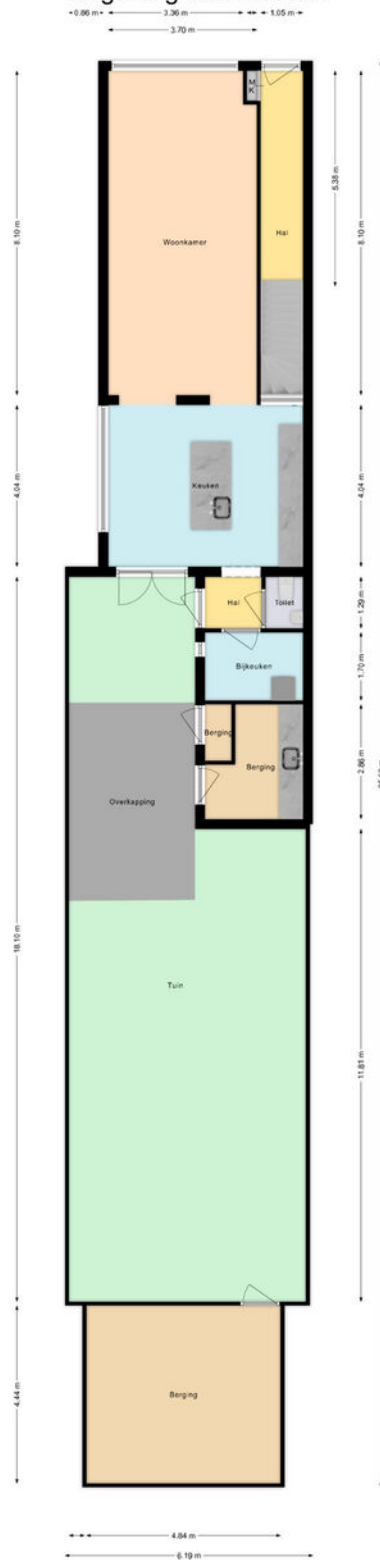 0.86 m
3.36 m
1.05 m
3.70 m
M
K
8.10 m
5.38 m
8.10 m
Woonkamer
Hal
4.04 m
Keuken
4.04 m
Hal
Toilet
1.29 m
Bijkeuken
1.70 m
Berging
Berging
2.86 m
Overkapping
18.10 m
Tuin
11.81 m
4.44 m
Berging
4.84 m
6.19 m